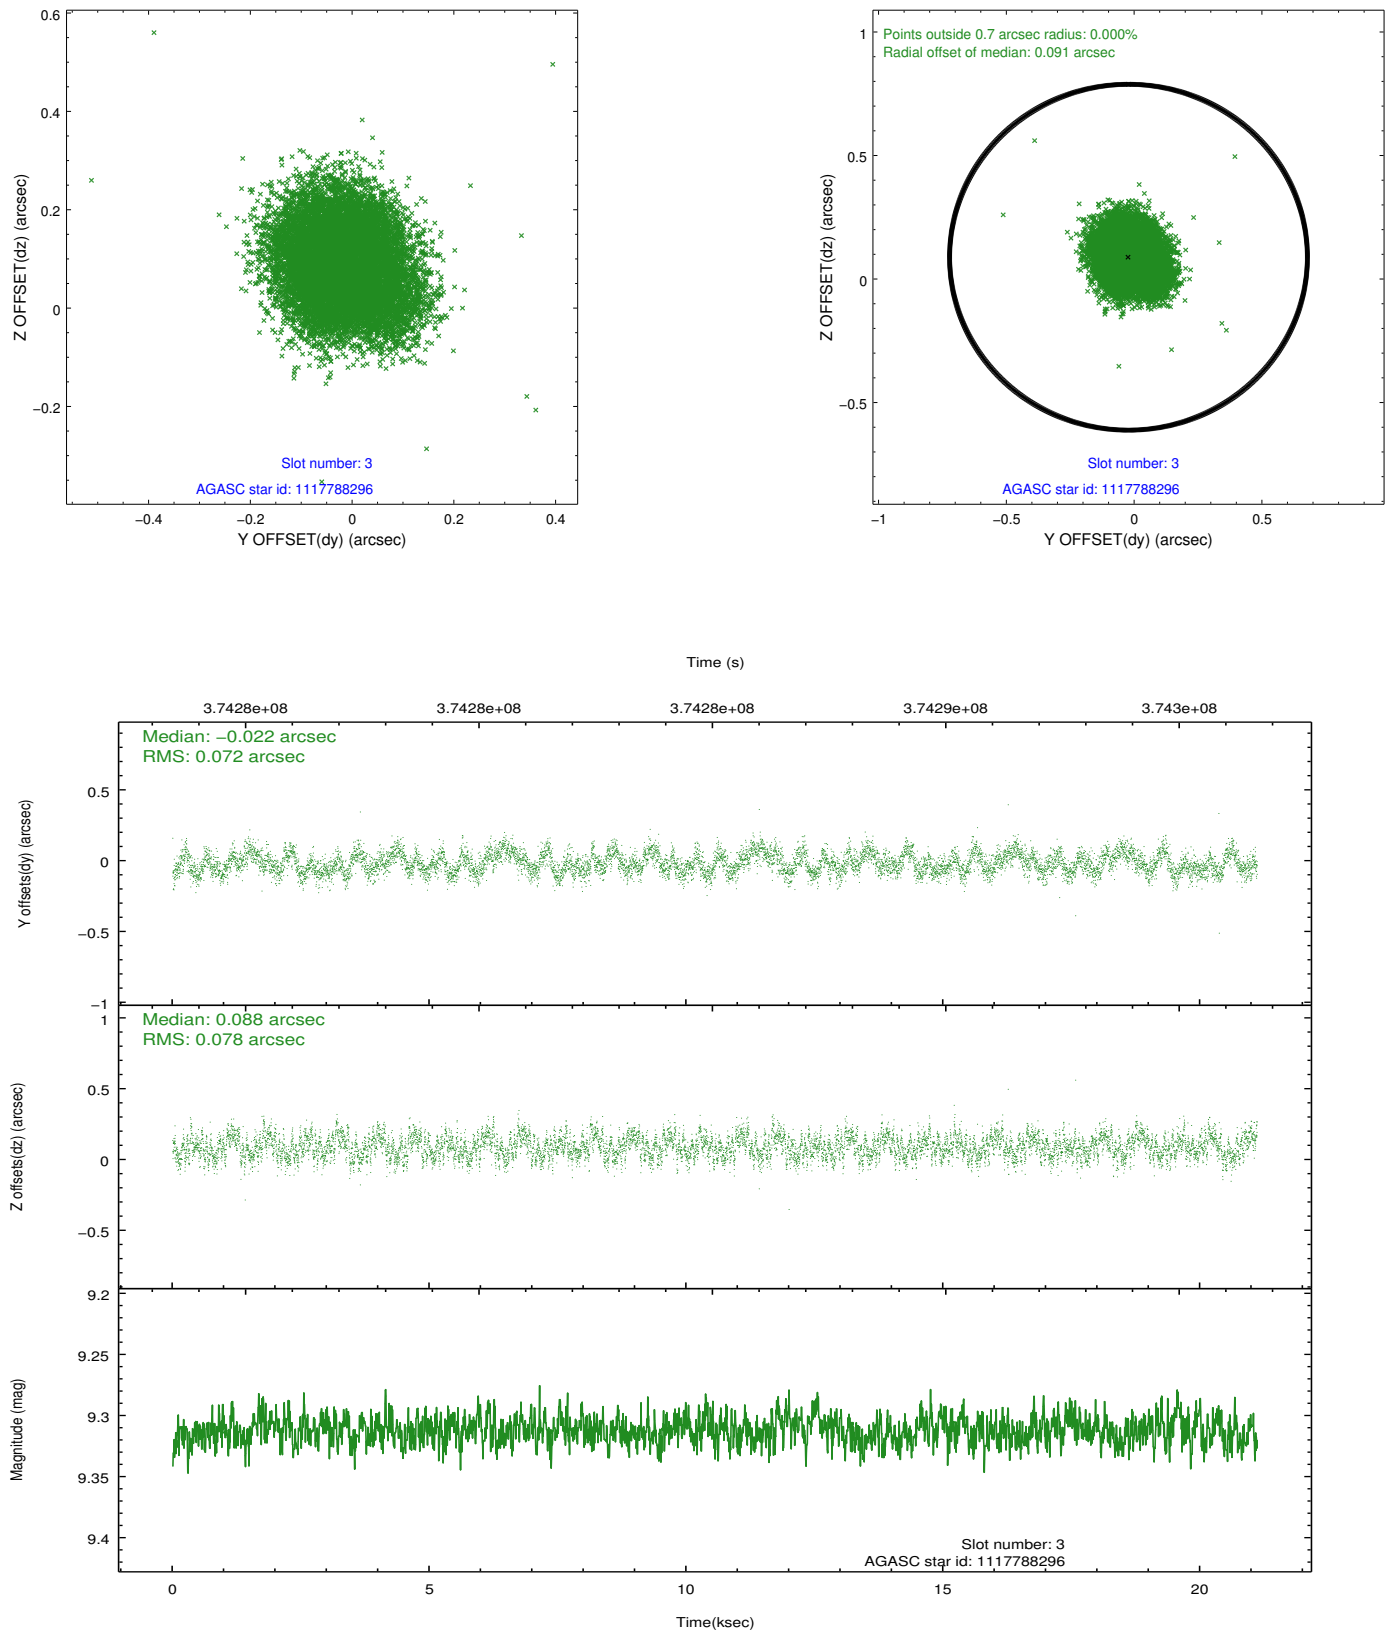 0.6
0.4
0.2
0
−0.2
Z OFFSET(dz) (arcsec)
Slot number: 3
AGASC star id: 1117788296
−0.4 −0.2 0 0.2 0.4
Y OFFSET(dy) (arcsec)
Points outside 0.7 arcsec radius: 0.000%
Radial offset of median: 0.091 arcsec
1
0.5
0
−0.5
Z OFFSET(dz) (arcsec)
Slot number: 3
AGASC star id: 1117788296
−1 −0.5 0 0.5
Y OFFSET(dy) (arcsec)
Time (s)
3.7428e+08 3.7428e+08 3.7428e+08 3.7429e+08 3.743e+08
Median: −0.022 arcsec
RMS: 0.072 arcsec
0.5
0
−0.5
−1
Y offsets(dy) (arcsec)
Median: 0.088 arcsec
RMS: 0.078 arcsec
1
0.5
0
−0.5
Z offsets(dz) (arcsec)
9.2
9.25
9.3
9.35
9.4
Magnitude (mag)
Slot number: 3
AGASC star id: 1117788296
0 5 10 15 20
Time(ksec)